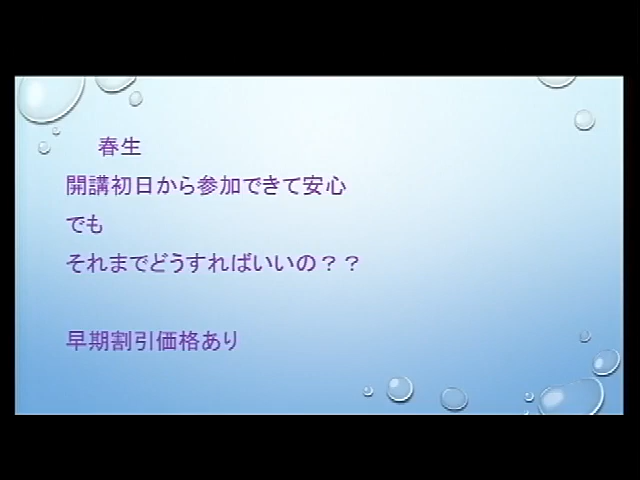 春生
開講初日から参加できて安心
でも
それまでどうすればいいの？？
早期割引価格あり